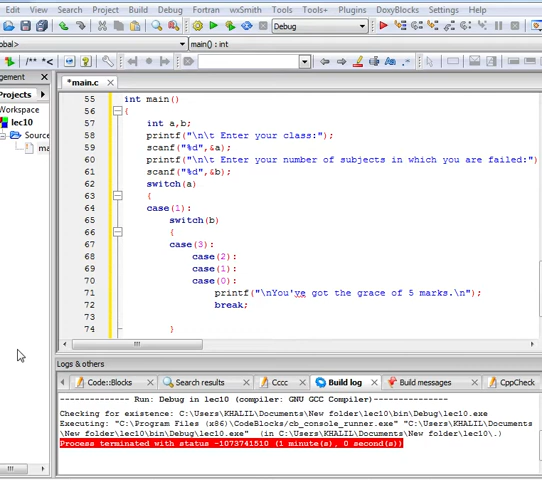 Edit View Search Project Build Debug Fortran wxSmith Tools Tools+ Plugins DoxyBlocks Settings Help
Debug
obal> main() : int
/** *< Aa .*
gement *main.c
Projects
Workspace
lec10
Source
ma
55 int main()
56 {
57 int a,b;
58 printf("\n\t Enter your class:");
59 scanf("%d",&a);
60 printf("\n\t Enter your number of subjects in which you are failed:")
61 scanf("%d",&b);
62 switch(a)
63 {
64 case(1):
65 switch(b)
66 {
67 case(3):
68 case(2):
69 case(1):
70 case(0):
71 printf("\nYou've got the grace of 5 marks.\n");
72 break;
73
74 }
Logs & others
Code::Blocks Search results Cccc Build log Build messages CppCheck
-------------- Run: Debug in lec10 (compiler: GNU GCC Compiler)---------------
Checking for existence: C:\Users\KHALIL\Documents\New folder\lec10\bin\Debug\lec10.exe
Executing: "C:\Program Files (x86)\CodeBlocks/cb_console_runner.exe" "C:\Users\KHALIL\Documents
\New folder\lec10\bin\Debug\lec10.exe" (in C:\Users\KHALIL\Documents\New folder\lec10\.)
Process terminated with status -1073741510 (1 minute(s), 0 second(s))